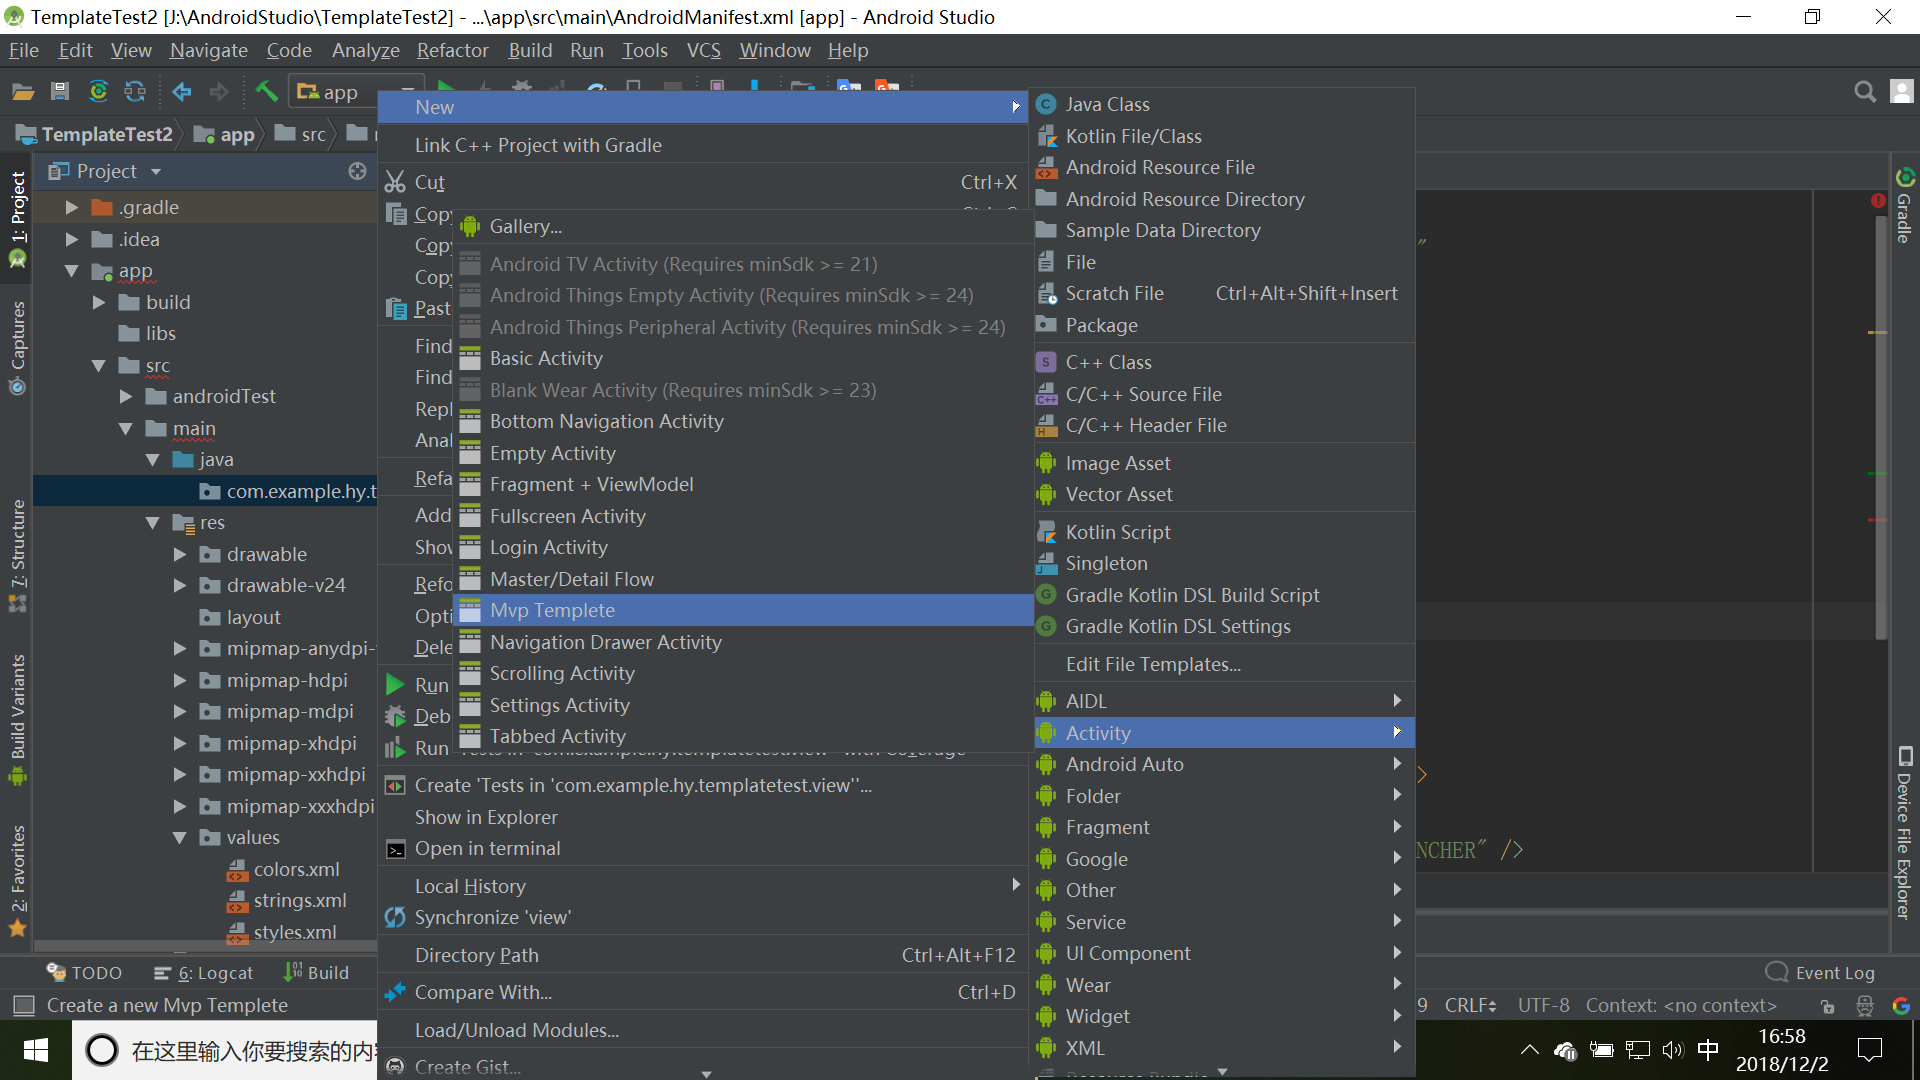 TemplateTest2 [J:\AndroidStudio\TemplateTest2] - ...\app\src\main\AndroidManifest.xml [app] - Android Studio
File Edit View Navigate Code Analyze Refactor Build Run Tools VCS Window Help
app
TemplateTest2 app src
Project
.gradle
.idea
app
build
libs
src
androidTest
main
java
com.example.hy.t
res
drawable
drawable-v24
layout
mipmap-anydpi-
mipmap-hdpi
mipmap-mdpi
mipmap-xhdpi
mipmap-xxhdpi
mipmap-xxxhdpi
values
colors.xml
strings.xml
styles.xml
1: Project
Captures
7: Structure
Build Variants
2: Favorites
New
Link C++ Project with Gradle
Cut Ctrl+X
Copy
Cop
Copy
Past
Find
Find
Repl
Anal
Refa
Add
Show
Refo
Opti
Dele
Run
Deb
Run 'Tests in 'com.example.hy.templatetest.view'' with Coverage
Create 'Tests in 'com.example.hy.templatetest.view''...
Show in Explorer
Open in terminal
Local History
Synchronize 'view'
Directory Path Ctrl+Alt+F12
Compare With... Ctrl+D
Load/Unload Modules...
Create Gist...
Gallery...
Android TV Activity (Requires minSdk >= 21)
Android Things Empty Activity (Requires minSdk >= 24)
Android Things Peripheral Activity (Requires minSdk >= 24)
Basic Activity
Blank Wear Activity (Requires minSdk >= 23)
Bottom Navigation Activity
Empty Activity
Fragment + ViewModel
Fullscreen Activity
Login Activity
Master/Detail Flow
Mvp Templete
Navigation Drawer Activity
Scrolling Activity
Settings Activity
Tabbed Activity
Java Class
Kotlin File/Class
Android Resource File
Android Resource Directory
Sample Data Directory
File
Scratch File Ctrl+Alt+Shift+Insert
Package
C++ Class
C/C++ Source File
C/C++ Header File
Image Asset
Vector Asset
Kotlin Script
Singleton
Gradle Kotlin DSL Build Script
Gradle Kotlin DSL Settings
Edit File Templates...
AIDL
Activity
Android Auto
Folder
Fragment
Google
Other
Service
UI Component
Wear
Widget
XML
"
>
NCHER" />
Gradle
Device File Explorer
TODO 6: Logcat Build Event Log
Create a new Mvp Templete 9 CRLF UTF-8 Context: <no context>
在这里输入你要搜索的内 中 16:58
2018/12/2